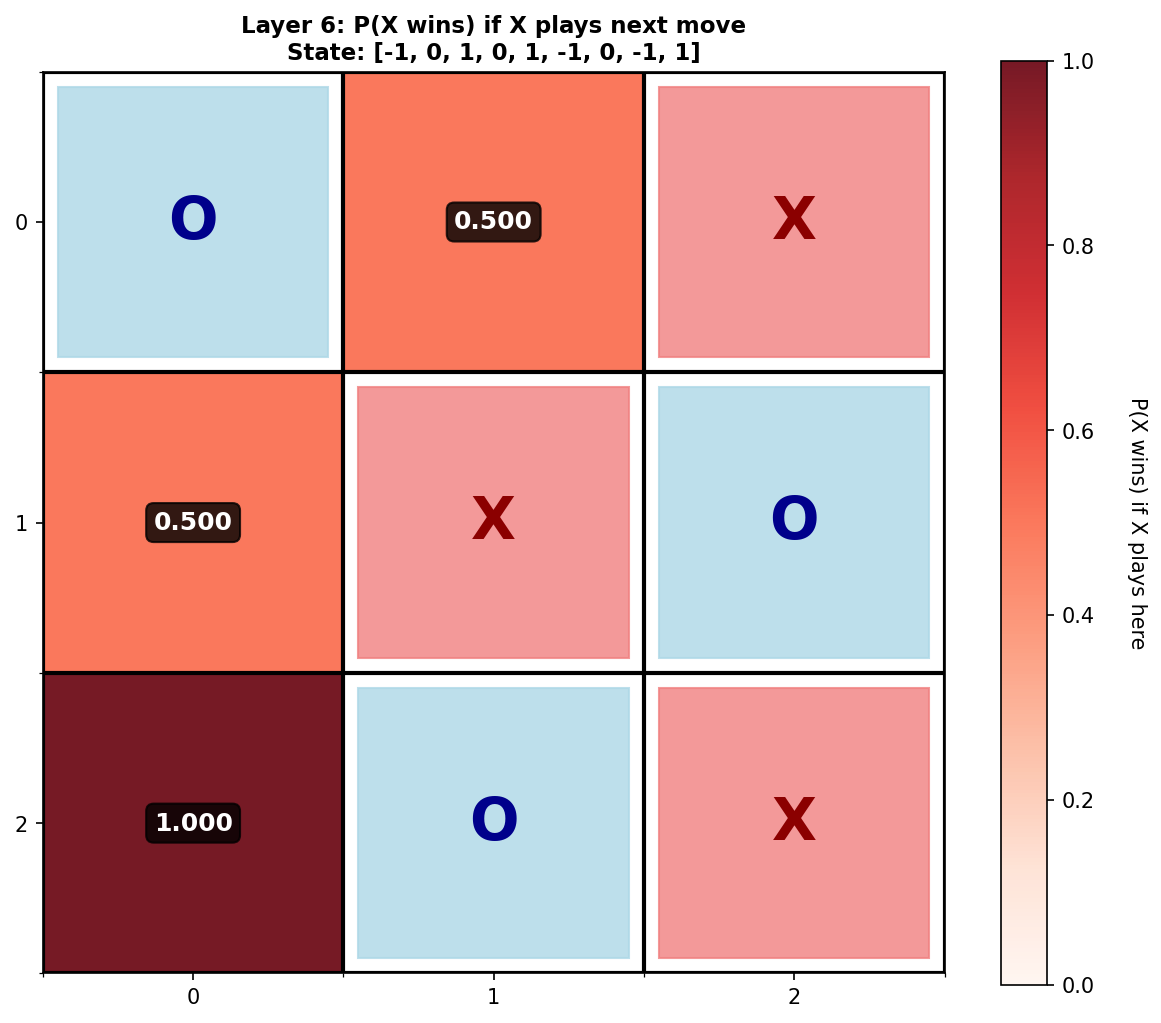 Layer 6: P(X wins) if X plays next move
State: [-1, 0, 1, 0, 1, -1, 0, -1, 1]
1.0
0
O
0.500
X
0.8
0.6
1
0.500
X
O
P(X wins) if X plays here
0.4
2
1.000
O
X
0.2
0.0
0
1
2